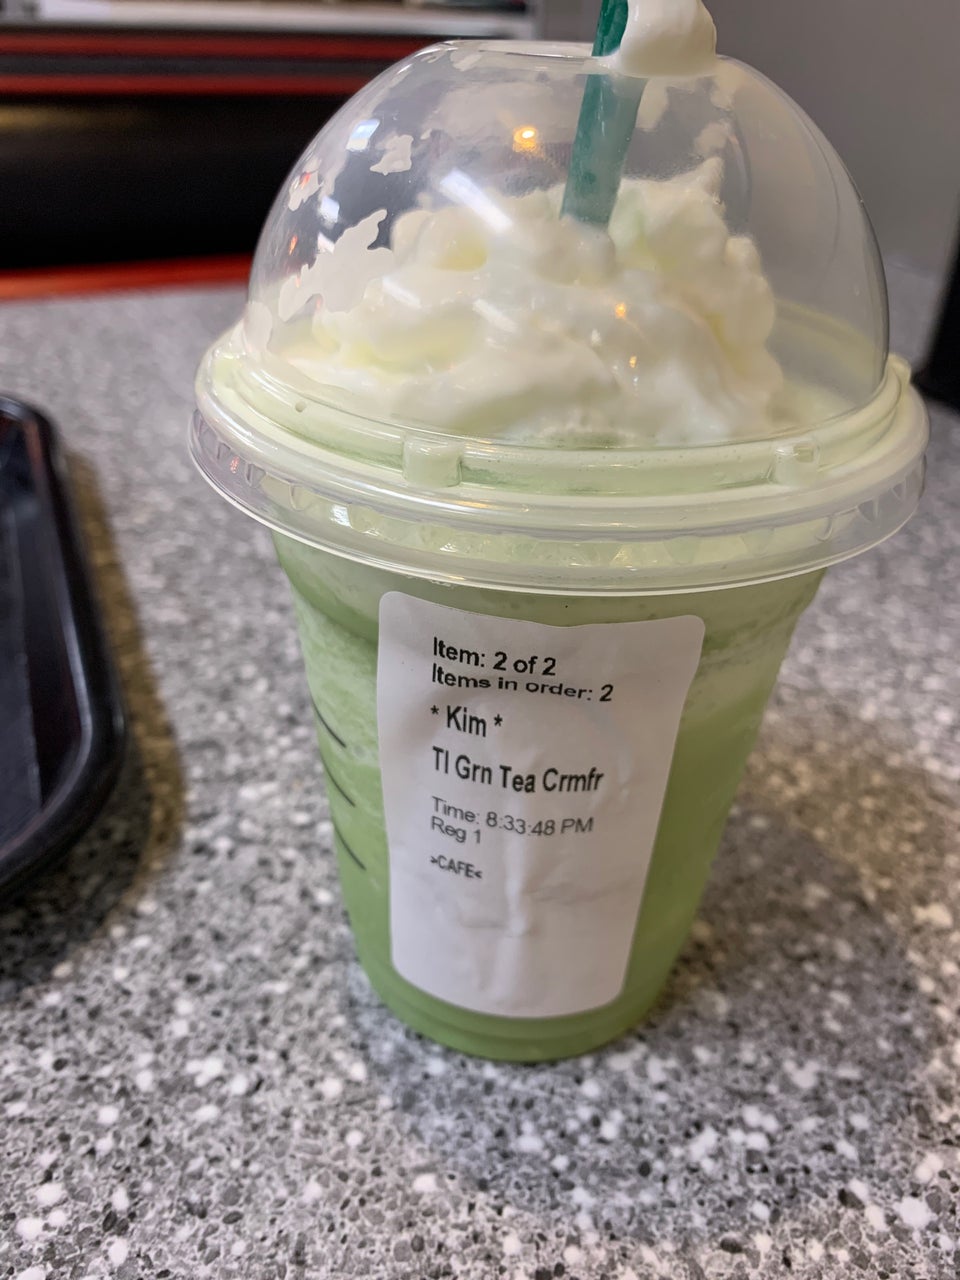 Item: 2 of 2
Items in order: 2
* Kim *
Tl Grn Tea Crmfr
Time: 8:33:48 PM
Reg 1
>CAFE<